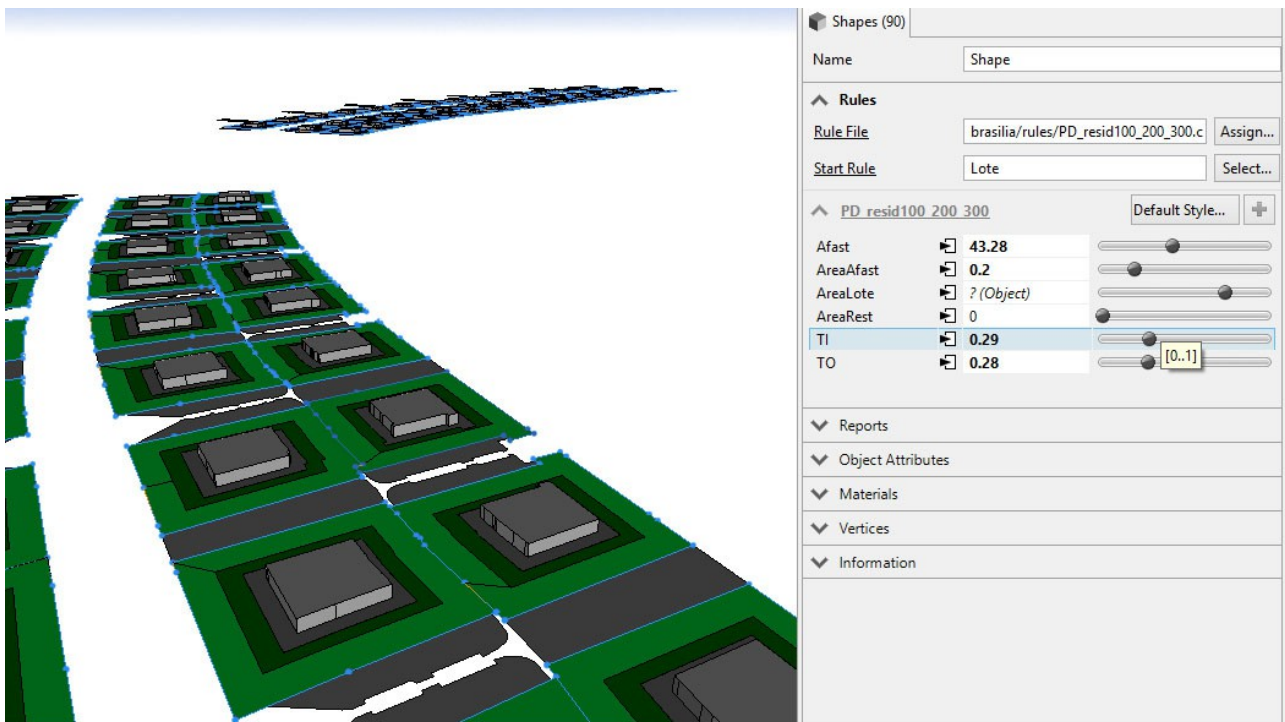 Shapes (90)
Name Shape
Rules
Rule File brasilia/rules/PD_resid100_200_300.c Assign...
Start Rule Lote Select...
PD_resid100_200_300 Default Style...
Afast 43.28
AreaAfast 0.2
AreaLote ? (Object)
AreaRest 0
TI 0.29
[0..1]
TO 0.28
Reports
Object Attributes
Materials
Vertices
Information